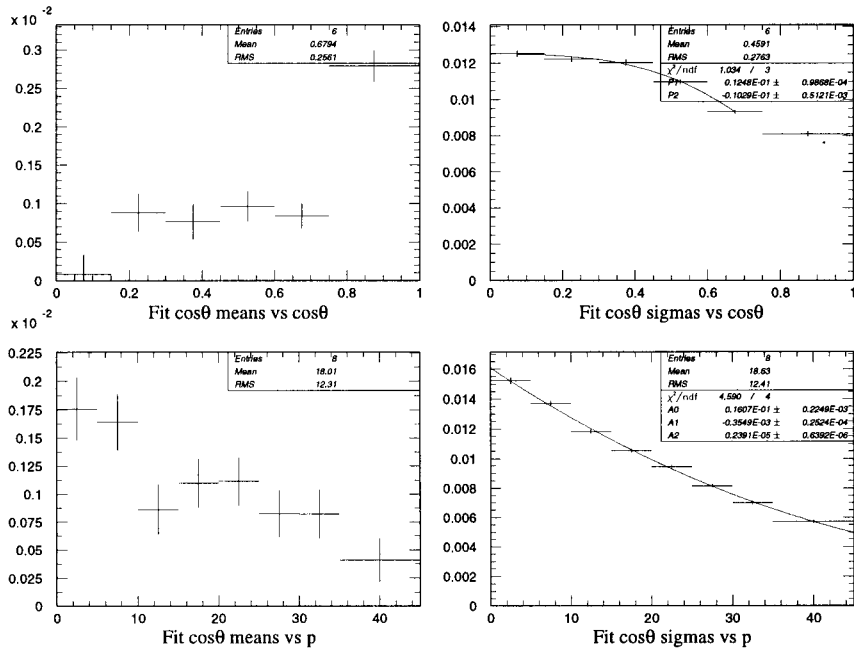 x 10 -2
Entries 6
Mean 0.6794
RMS 0.2561
0.3
0.25
0.2
0.15
0.1
0.05
0
0 0.2 0.4 0.6 0.8 1
Fit cosθ means vs cosθ
0.014
Entries 6
Mean 0.4591
RMS 0.2763
χ²/ndf 1.034 / 3
P1 0.1248E-01 ± 0.9868E-04
P2 -0.1029E-01 ± 0.5121E-03
0.012
0.01
0.008
0.006
0.004
0.002
0
0 0.2 0.4 0.6 0.8 1
Fit cosθ sigmas vs cosθ
x 10 -2
Entries 8
Mean 18.01
RMS 12.31
0.225
0.2
0.175
0.15
0.125
0.1
0.075
0.05
0.025
0
0 10 20 30 40
Fit cosθ means vs p
Entries 8
Mean 18.63
RMS 12.41
χ²/ndf 4.590 / 4
A0 0.1607E-01 ± 0.2249E-03
A1 -0.3549E-03 ± 0.2524E-04
A2 0.2391E-05 ± 0.6392E-06
0.016
0.014
0.012
0.01
0.008
0.006
0.004
0.002
0
0 10 20 30 40
Fit cosθ sigmas vs p